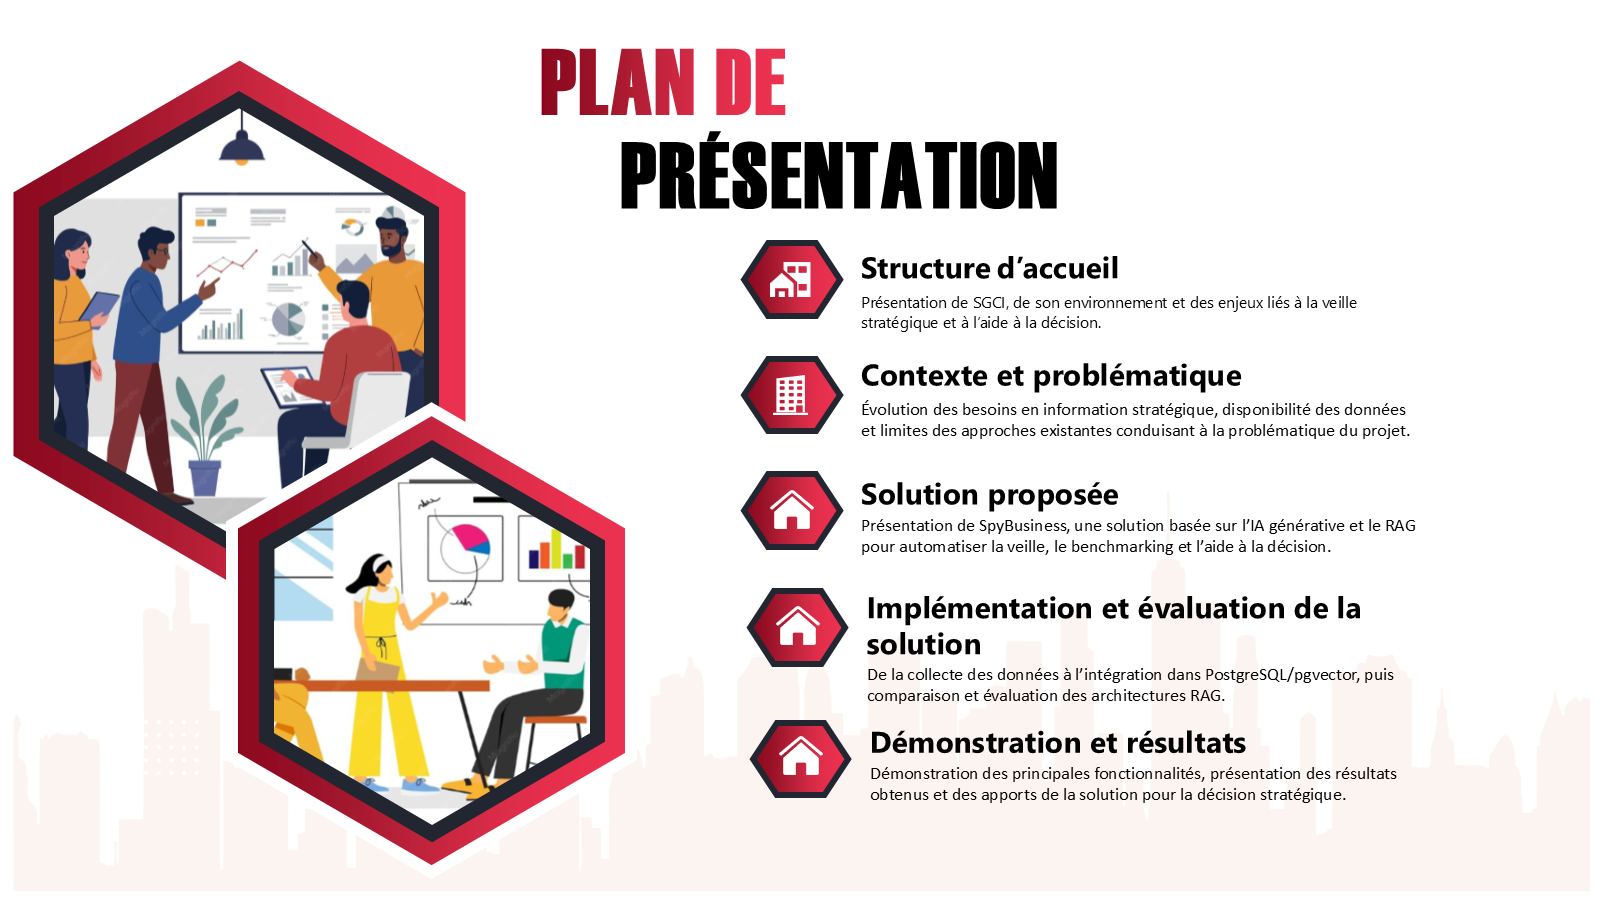 PLAN DE
PRÉSENTATION
Structure d’accueil
Présentation de SGCI, de son environnement et des enjeux liés à la veille
stratégique et à l’aide à la décision.
Contexte et problématique
Évolution des besoins en information stratégique, disponibilité des données
et limites des approches existantes conduisant à la problématique du projet.
Solution proposée
Présentation de SpyBusiness, une solution basée sur l’IA générative et le RAG
pour automatiser la veille, le benchmarking et l’aide à la décision.
Implémentation et évaluation de la
solution
De la collecte des données à l’intégration dans PostgreSQL/pgvector, puis
comparaison et évaluation des architectures RAG.
Démonstration et résultats
Démonstration des principales fonctionnalités, présentation des résultats
obtenus et des apports de la solution pour la décision stratégique.